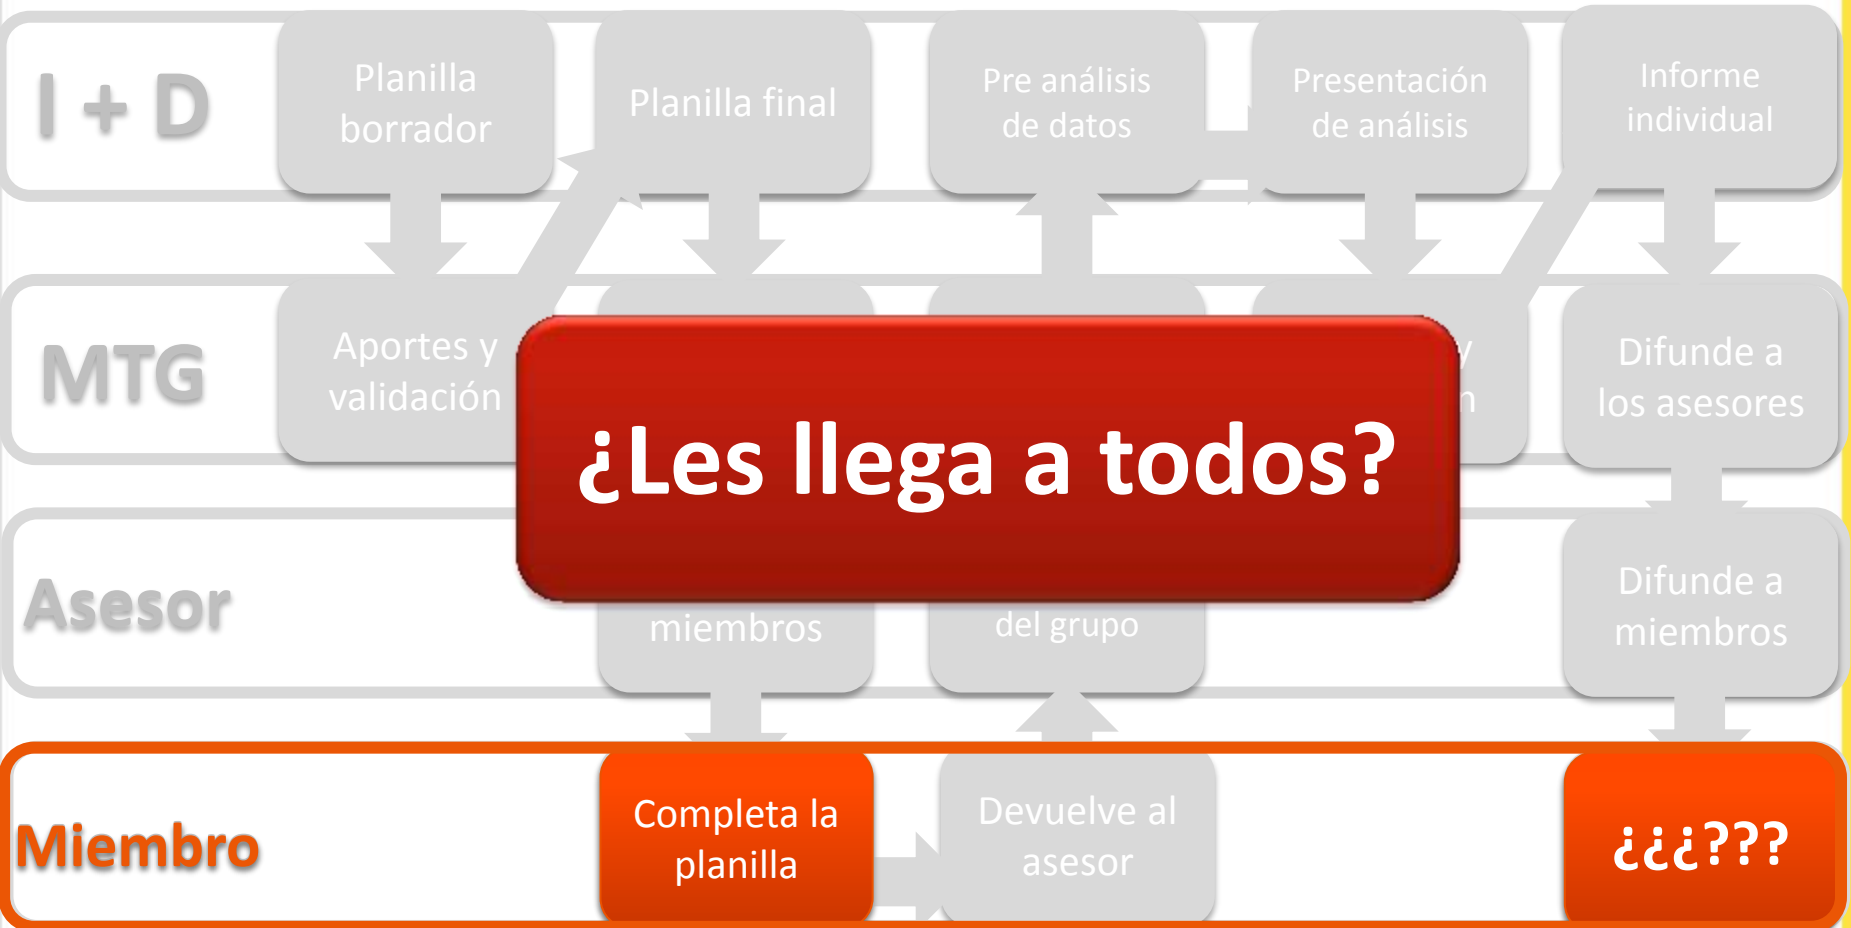 I + D
Planilla
borrador
Planilla final
Pre análisis
de datos
Presentación
de análisis
Informe
individual
MTG
Aportes y
validación
y
n
Difunde a
los asesores
¿Les llega a todos?
Asesor
miembros
del grupo
Difunde a
miembros
Miembro
Completa la
planilla
Devuelve al
asesor
¿¿¿???